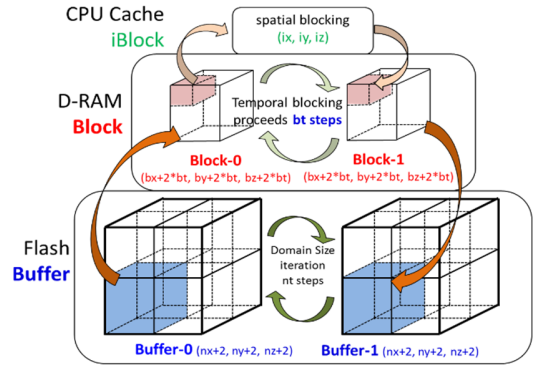 CPU Cache
iBlock
spatial blocking
(ix, iy, iz)
D-RAM
Block
Temporal blocking
proceeds bt steps
Block-0
(bx+2*bt, by+2*bt, bz+2*bt)
Block-1
(bx+2*bt, by+2*bt, bz+2*bt)
Flash
Buffer
Domain Size
iteration
nt steps
Buffer-0 (nx+2, ny+2, nz+2)
Buffer-1 (nx+2, ny+2, nz+2)